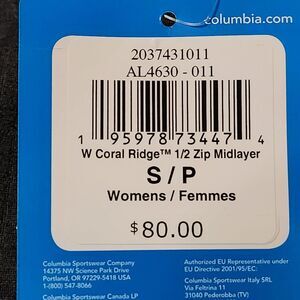 columbia.com
2037431011
AL4630 - 011
1 95978 73447 4
W Coral Ridge™ 1/2 Zip Midlayer
S / P
Womens / Femmes
$80.00
Columbia Sportswear Company
14375 NW Science Park Drive
Portland, OR 97229-5418 US
1(800) 547-8066
Columbia Sportswear Canada LP
Authorized EU Representative under
EU Directive 2001/95/EC:
Columbia Sportswear Italy SRL
Via Feltrina 11
31040 Pederobba (TV)